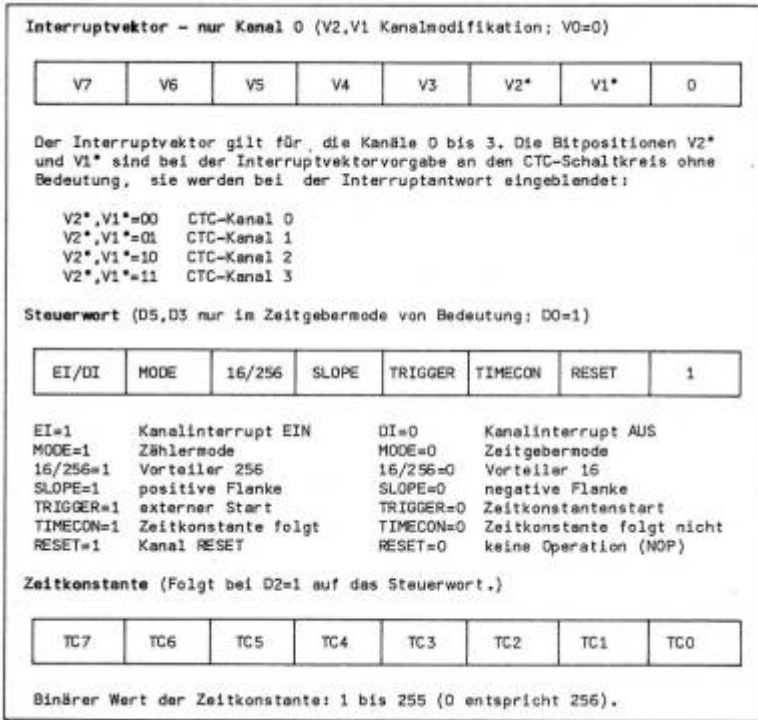 Interruptvektor – nur Kanal 0 (V2,V1 Kanalmodifikation; V0=0)
V7 V6 V5 V4 V3 V2* V1* 0
Der Interruptvektor gilt für die Kanäle 0 bis 3. Die Bitpositionen V2*
und V1* sind bei der Interruptvektorvorgabe an den CTC-Schaltkreis ohne
Bedeutung, sie werden bei der Interruptantwort eingeblendet:
V2*,V1*=00 CTC-Kanal 0
V2*,V1*=01 CTC-Kanal 1
V2*,V1*=10 CTC-Kanal 2
V2*,V1*=11 CTC-Kanal 3
Steuerwort (D5,D3 nur im Zeitgebermode von Bedeutung; D0=1)
EI/DI MODE 16/256 SLOPE TRIGGER TIMECON RESET 1
EI=1 Kanalinterrupt EIN DI=0 Kanalinterrupt AUS
MODE=1 Zählermode MODE=0 Zeitgebermode
16/256=1 Vorteiler 256 16/256=0 Vorteiler 16
SLOPE=1 positive Flanke SLOPE=0 negative Flanke
TRIGGER=1 externer Start TRIGGER=0 Zeitkonstantenstart
TIMECON=1 Zeitkonstante folgt TIMECON=0 Zeitkonstante folgt nicht
RESET=1 Kanal RESET RESET=0 keine Operation (NOP)
Zeitkonstante (Folgt bei D2=1 auf das Steuerwort.)
TC7 TC6 TC5 TC4 TC3 TC2 TC1 TC0
Binärer Wert der Zeitkonstante: 1 bis 255 (0 entspricht 256).